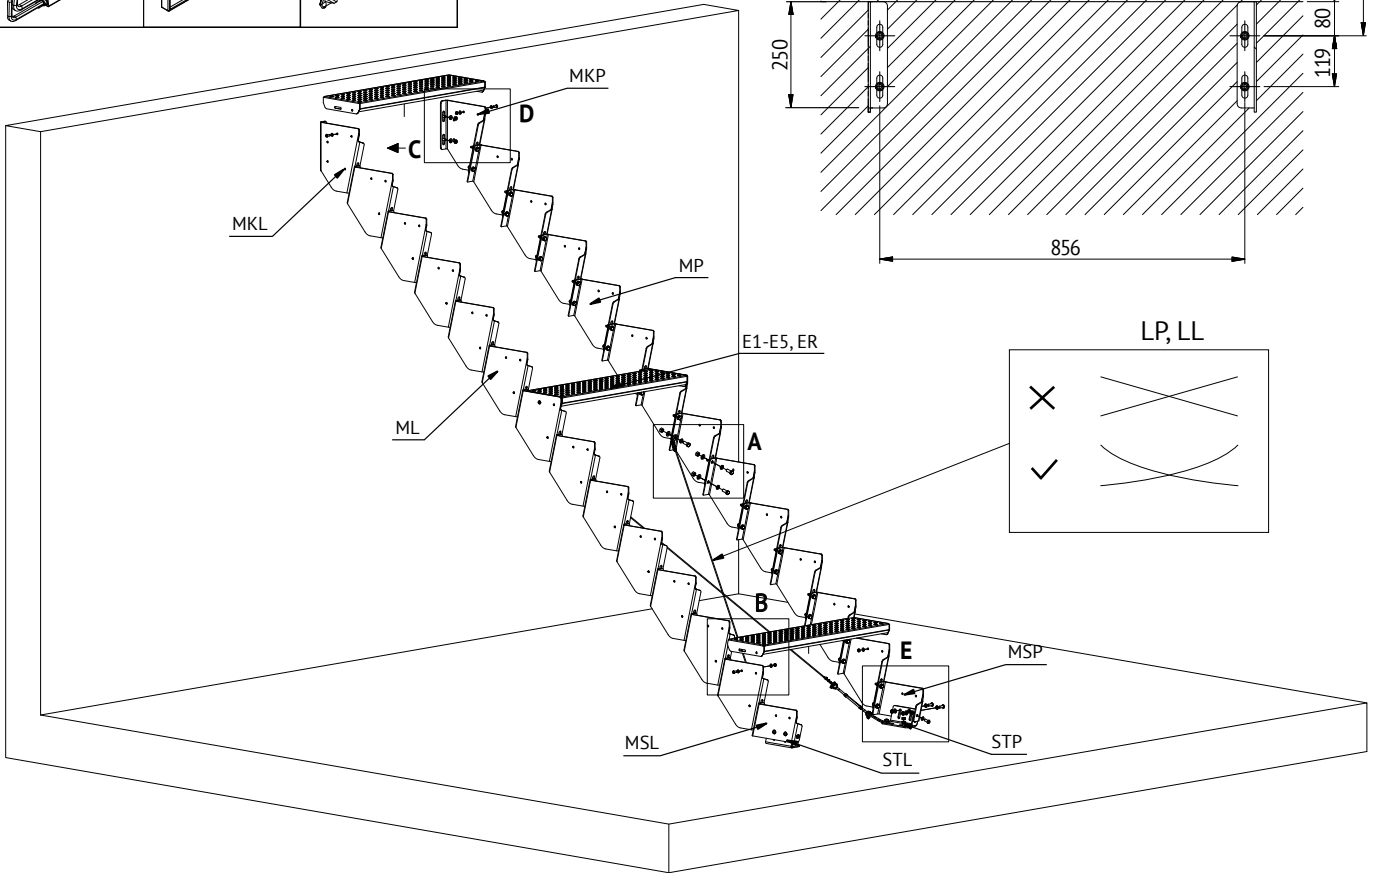 80
250
119
MKP
D
C
MKL
856
MP
LP, LL
E1-E5, ER
ML
A
B
E
MSP
MSL
STP
STL